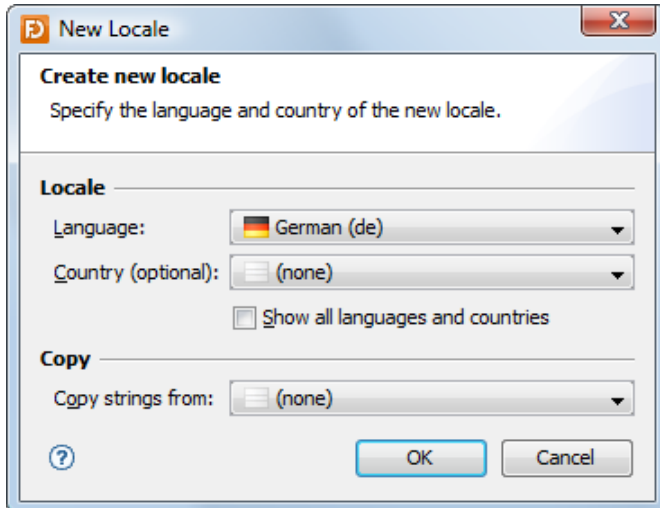 New Locale
Create new locale
Specify the language and country of the new locale.
Locale
Language: German (de)
Country (optional): (none)
Show all languages and countries
Copy
Copy strings from: (none)
? OK Cancel